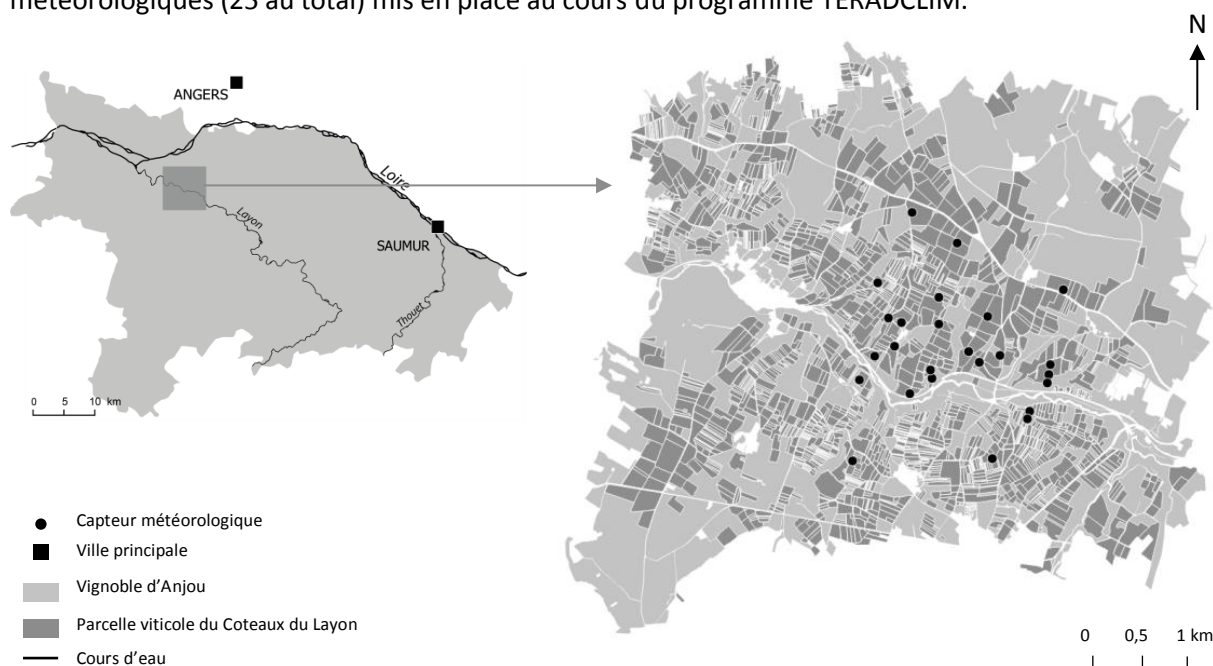 météorologiques (25 au total) mis en place au cours du programme TERADCLIM.
N
ANGERS
Loire
Layon
SAUMUR
Thouet
0 5 10 km
Capteur météorologique
Ville principale
Vignoble d'Anjou
Parcelle viticole du Coteaux du Layon
Cours d'eau
0 0,5 1 km